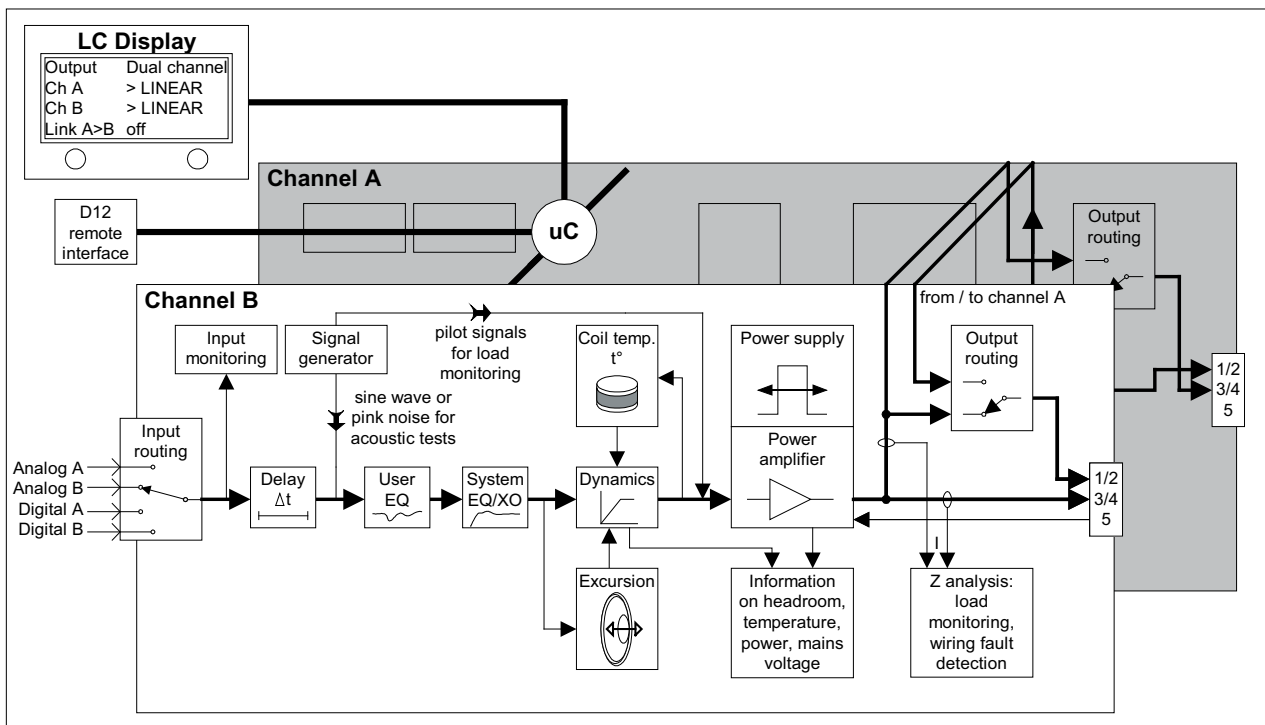 LC Display
Output Dual channel
Ch A > LINEAR
Ch B > LINEAR
Link A>B off
D12
remote
interface
uC
Channel A
Output
routing
1/2
3/4
5
Channel B
from / to channel A
Input
monitoring
Signal
generator
pilot signals
for load
monitoring
sine wave or
pink noise for
acoustic tests
Coil temp.
t°
Power supply
Output
routing
Input
routing
Analog A
Analog B
Digital A
Digital B
Delay
Δt
User
EQ
System
EQ/XO
Dynamics
Power
amplifier
1/2
3/4
5
I
Excursion
Information
on headroom,
temperature,
power, mains
voltage
Z analysis:
load
monitoring,
wiring fault
detection